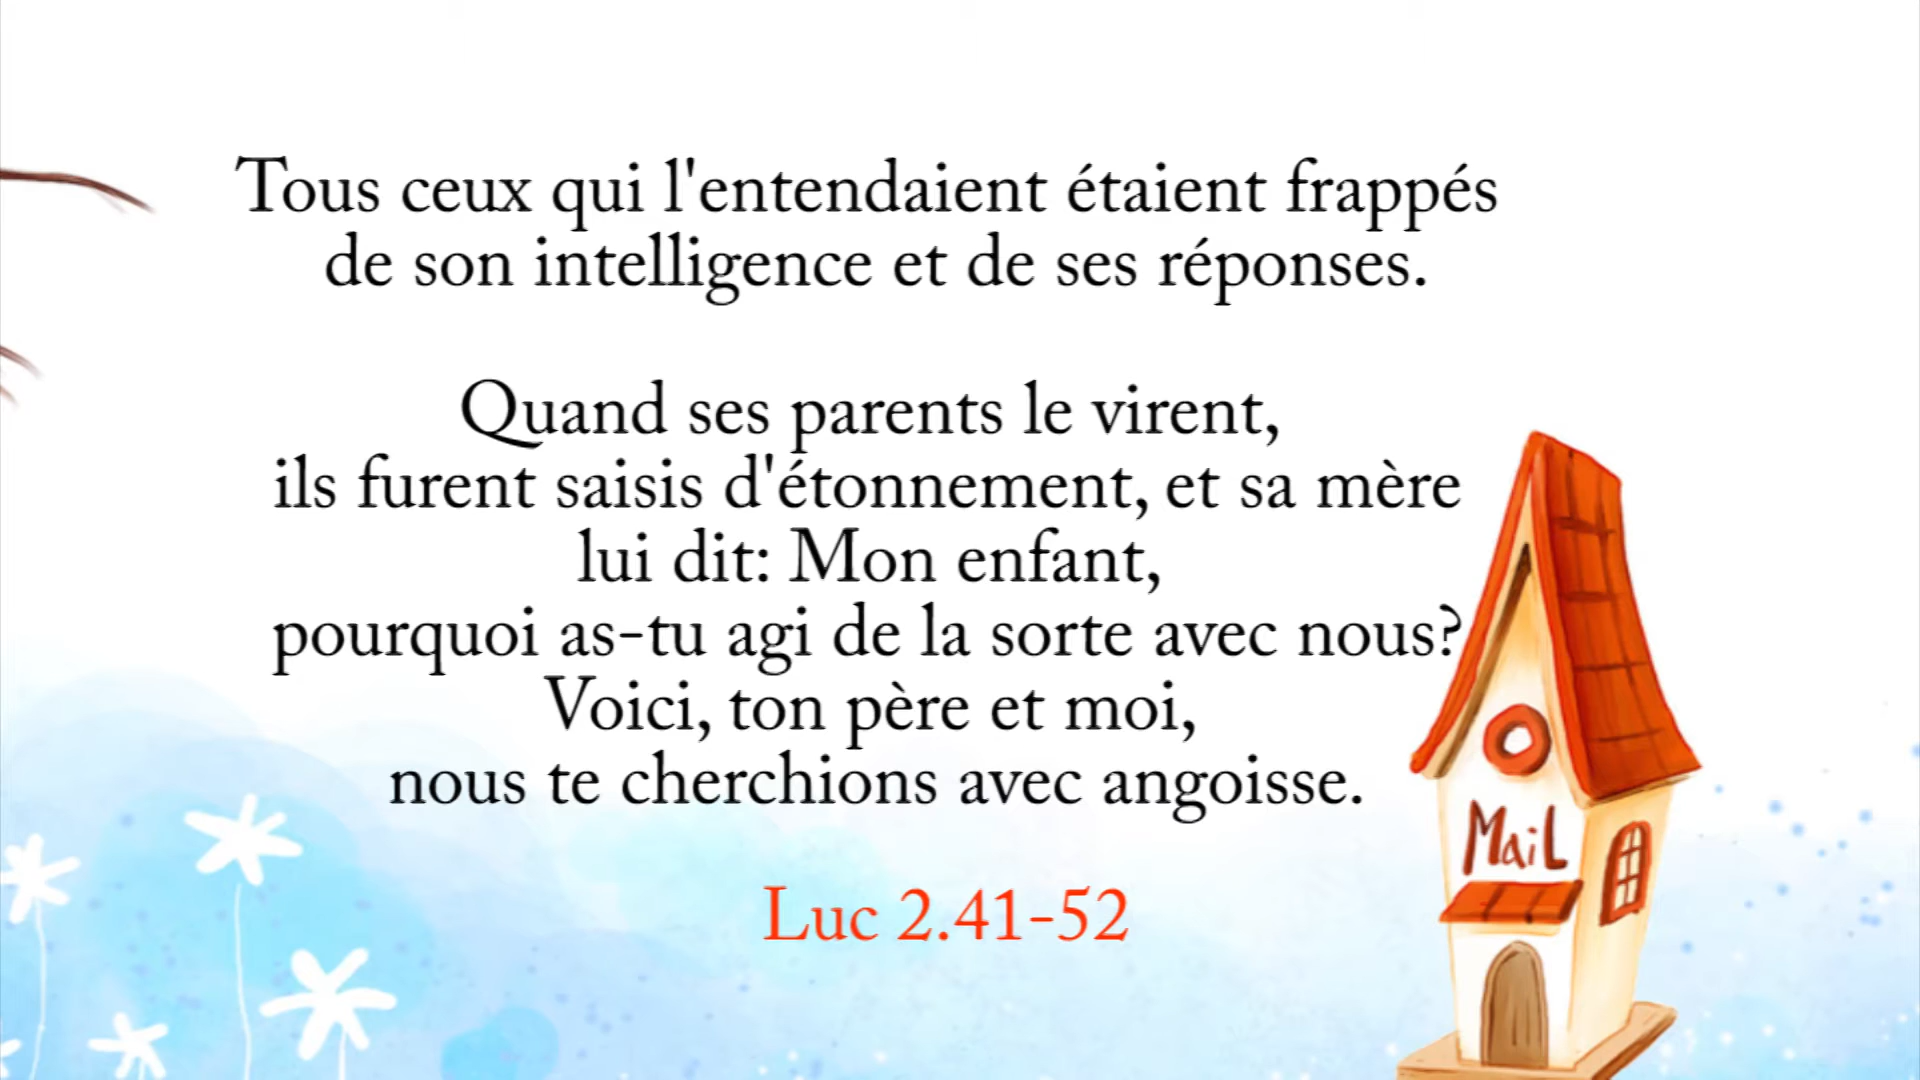 Tous ceux qui l'entendaient étaient frappés
de son intelligence et de ses réponses.
Quand ses parents le virent,
ils furent saisis d'étonnement, et sa mère
lui dit: Mon enfant,
pourquoi as-tu agi de la sorte avec nous?
Voici, ton père et moi,
nous te cherchions avec angoisse.
Mail
Luc 2.41-52